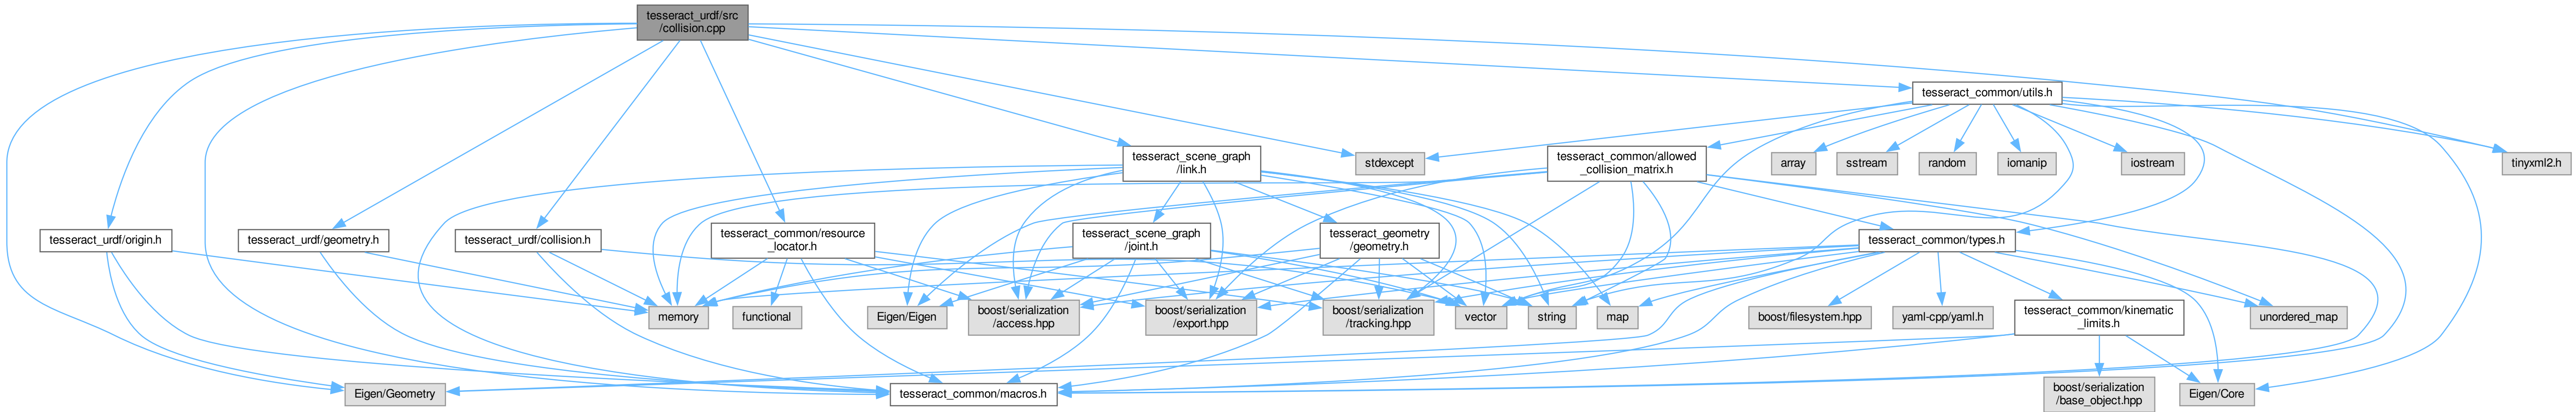 tesseract_urdf/src
/collision.cpp
tesseract_common/utils.h
tesseract_scene_graph
/link.h
stdexcept
tesseract_common/allowed
_collision_matrix.h
array
sstream
random
iomanip
iostream
tinyxml2.h
tesseract_urdf/origin.h
tesseract_urdf/geometry.h
tesseract_urdf/collision.h
tesseract_common/resource
_locator.h
tesseract_scene_graph
/joint.h
tesseract_geometry
/geometry.h
tesseract_common/types.h
memory
functional
Eigen/Eigen
boost/serialization
/access.hpp
boost/serialization
/export.hpp
boost/serialization
/tracking.hpp
vector
string
map
boost/filesystem.hpp
yaml-cpp/yaml.h
tesseract_common/kinematic
_limits.h
unordered_map
Eigen/Geometry
tesseract_common/macros.h
boost/serialization
/base_object.hpp
Eigen/Core